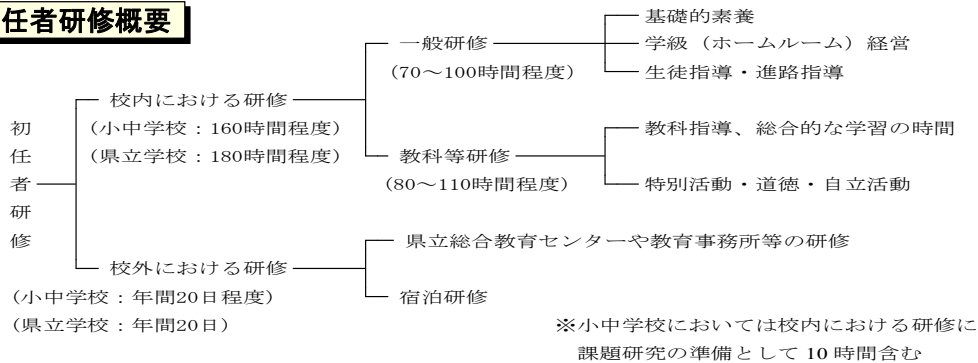 任者研修概要
基礎的素養
一般研修
学級（ホームルーム）経営
(70～100時間程度)
生徒指導・進路指導
校内における研修
初任者研修
(小中学校：160時間程度)
教科指導、総合的な学習の時間
(県立学校：180時間程度)
教科等研修
(80～110時間程度)
特別活動・道徳・自立活動
県立総合教育センターや教育事務所等の研修
校外における研修
(小中学校：年間20日程度)
宿泊研修
(県立学校：年間20日)
※小中学校においては校内における研修に
課題研究の準備として 10 時間含む